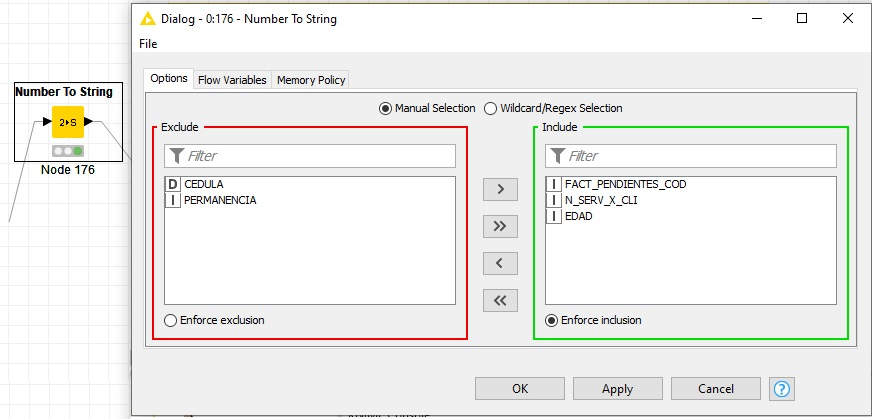 Dialog - 0:176 - Number To String
File
Number To String
2▸S
Node 176
Options
Flow Variables
Memory Policy
Manual Selection
Wildcard/Regex Selection
Exclude
Filter
D CEDULA
I PERMANENCIA
Enforce exclusion
>
>>
<
<<
Include
Filter
I FACT_PENDIENTES_COD
I N_SERV_X_CLI
I EDAD
Enforce inclusion
OK
Apply
Cancel
?